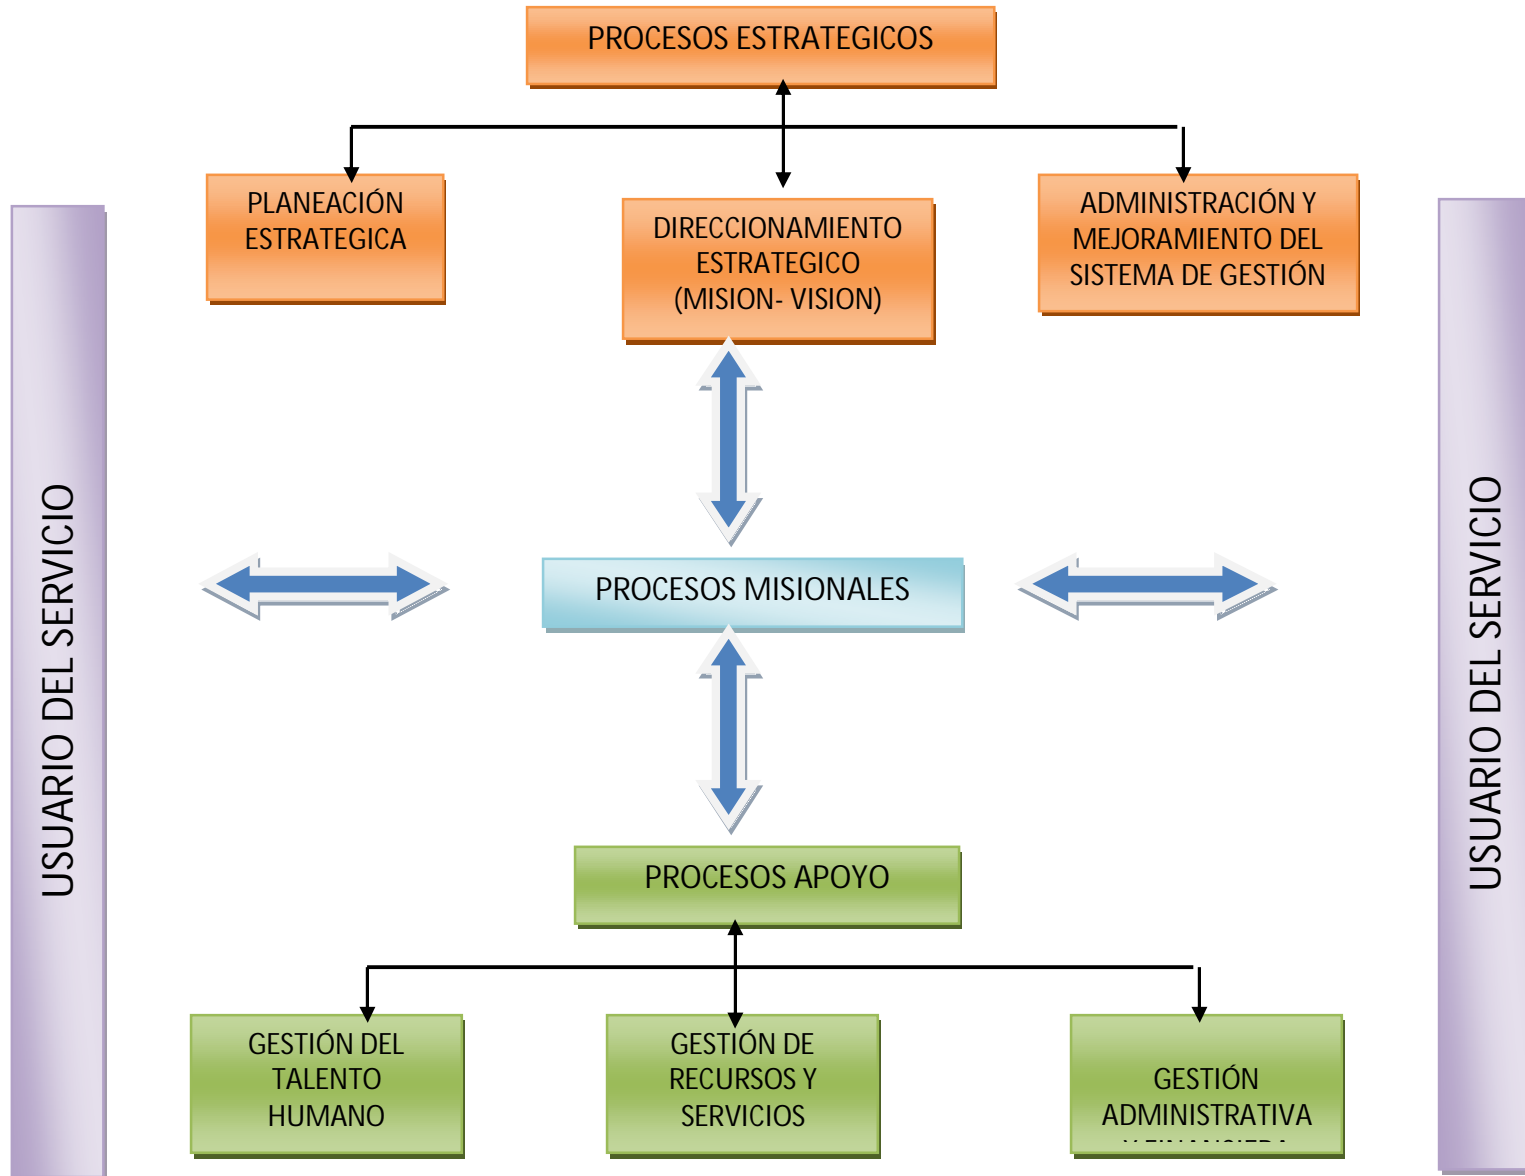 PROCESOS ESTRATEGICOS
PLANEACIÓN
ESTRATEGICA
DIRECCIONAMIENTO
ESTRATEGICO
(MISION- VISION)
ADMINISTRACIÓN Y
MEJORAMIENTO DEL
SISTEMA DE GESTIÓN
USUARIO DEL SERVICIO
PROCESOS MISIONALES
USUARIO DEL SERVICIO
PROCESOS APOYO
GESTIÓN DEL
TALENTO
HUMANO
GESTIÓN DE
RECURSOS Y
SERVICIOS
GESTIÓN
ADMINISTRATIVA
Y FINANCIERA